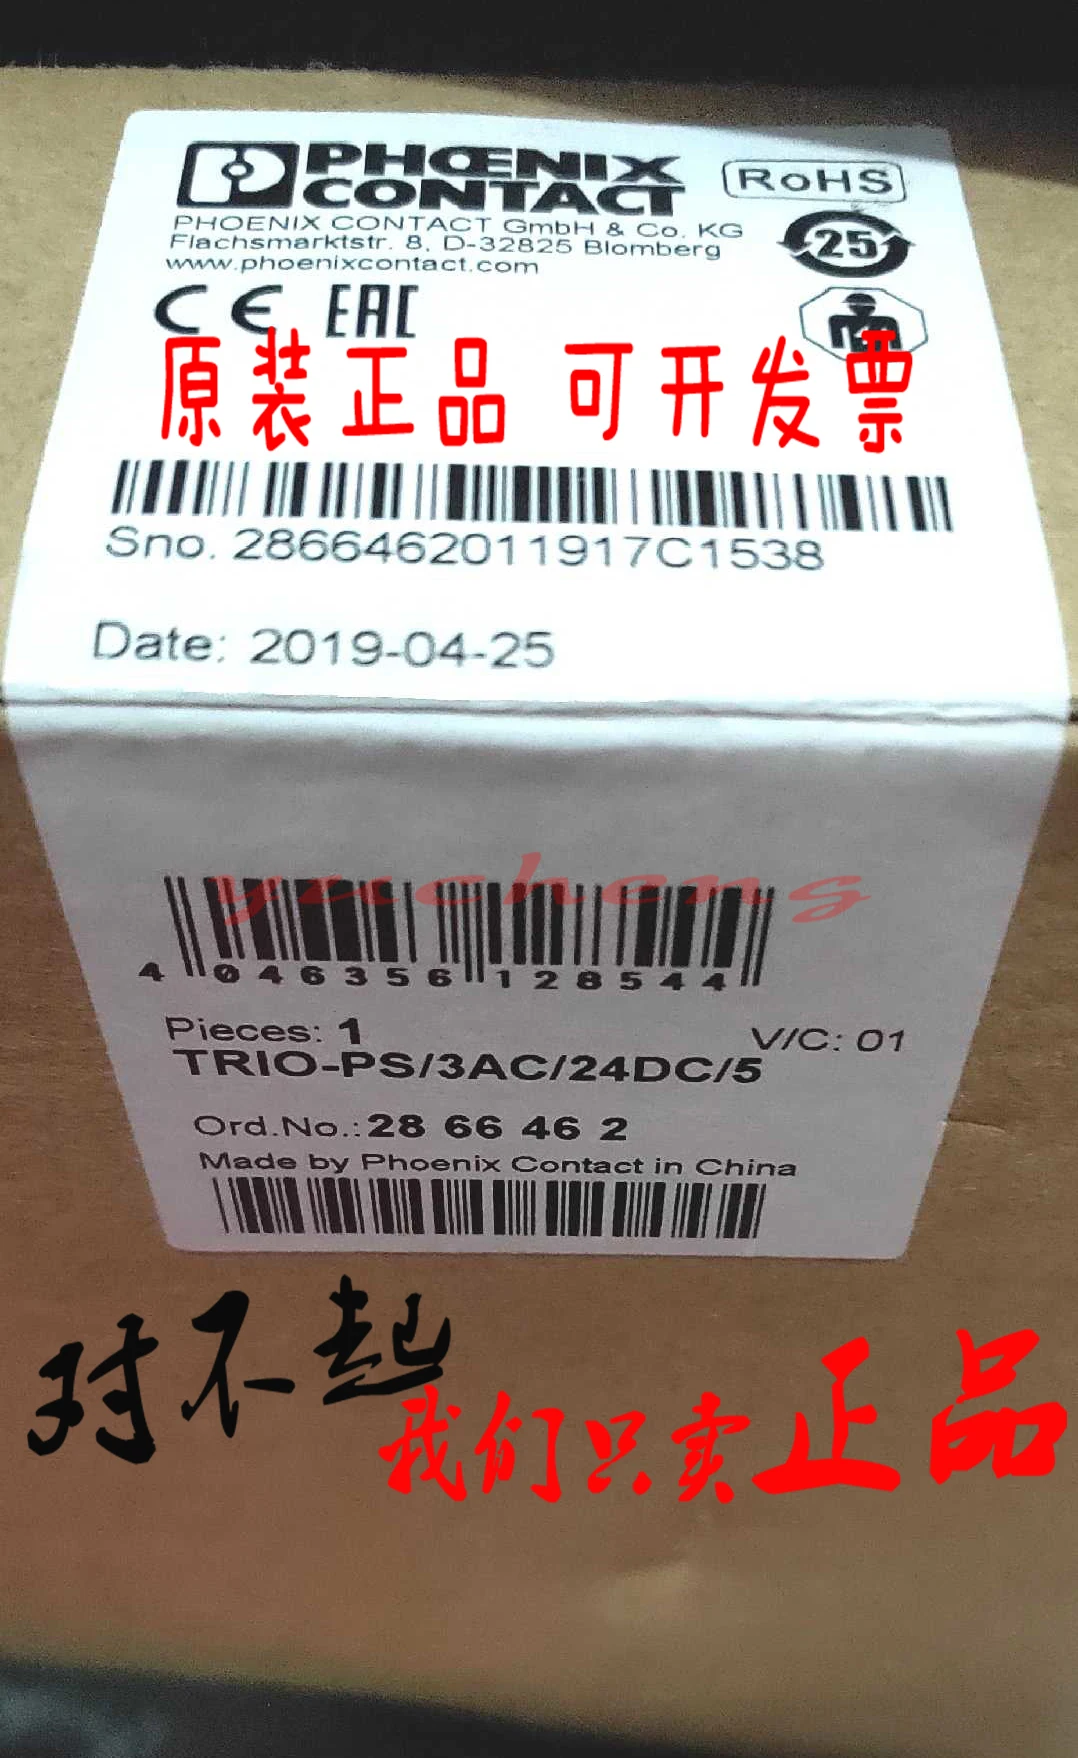 PHŒNIX
CONTACT
RoHS
PHOENIX CONTACT GmbH & Co. KG
Flachsmarktstr. 8, D-32825 Blomberg
www.phoenixcontact.com
25
CE EAC
原装正品 可开发票
Sno. 2866462011917C1538
Date: 2019-04-25
yuchens
4 046356 128544
Pieces: 1
V/C: 01
TRIO-PS/3AC/24DC/5
Ord.No.: 28 66 46 2
Made by Phoenix Contact in China
对不起
我们只卖正品